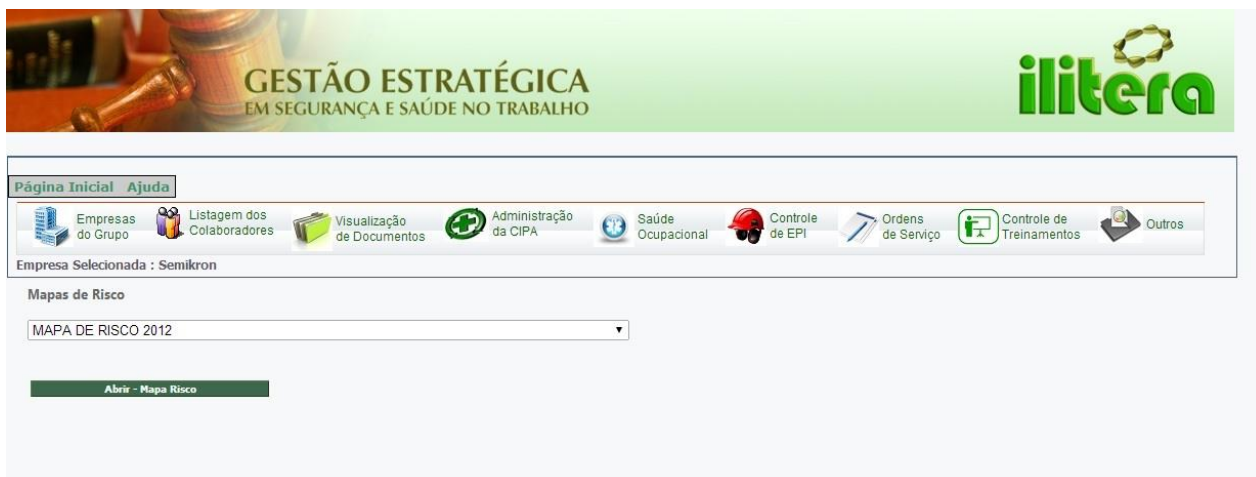 GESTÃO ESTRATÉGICA
EM SEGURANÇA E SAÚDE NO TRABALHO
ilitera
Página Inicial Ajuda
Empresas
do Grupo
Listagem dos
Colaboradores
Visualização
de Documentos
Administração
da CIPA
Saúde
Ocupacional
Controle
de EPI
Ordens
de Serviço
Controle de
Treinamentos
Outros
Empresa Selecionada : Semikron
Mapas de Risco
MAPA DE RISCO 2012
Abrir - Mapa Risco